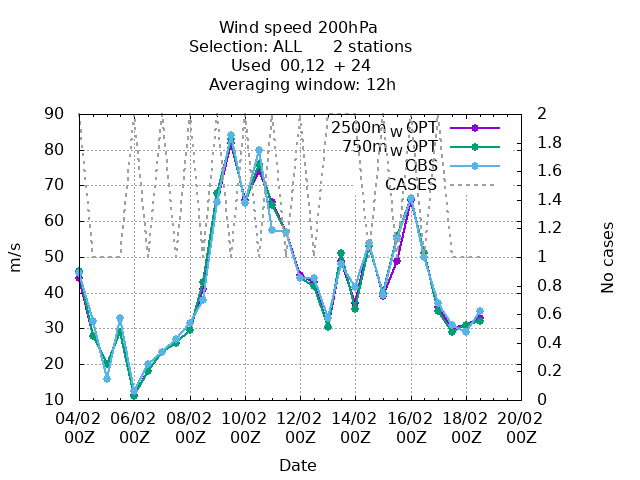 Wind speed 200hPa
Selection: ALL 2 stations
Used 00,12 + 24
Averaging window: 12h
90
80
70
60
50
40
30
20
10
m/s
2500m_w OPT
750m_w OPT
OBS
CASES
2
1.8
1.6
1.4
1.2
1
0.8
0.6
0.4
0.2
0
No cases
04/02 06/02 08/02 10/02 12/02 14/02 16/02 18/02 20/02
00Z 00Z 00Z 00Z 00Z 00Z 00Z 00Z 00Z
Date